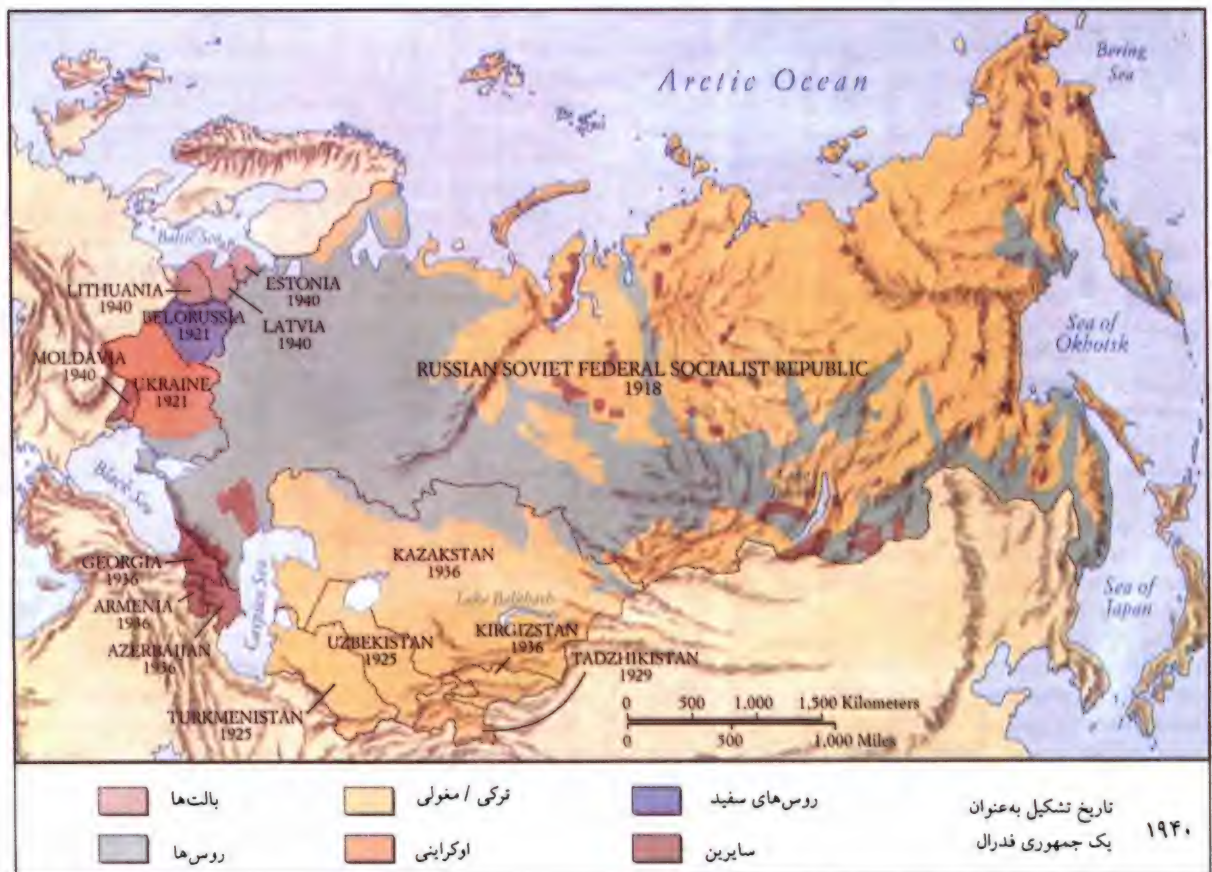 Arctic Ocean
Bering
Sea
Baltic Sea
ESTONIA
1940
LITHUANIA
1940
BELORUSSIA
1921
LATVIA
1940
MOLDAVIA
1940
UKRAINE
1921
RUSSIAN SOVIET FEDERAL SOCIALIST REPUBLIC
1918
Sea of
Okhotsk
Black Sea
GEORGIA
1936
ARMENIA
1936
AZERBAIJAN
1936
Caspian Sea
KAZAKSTAN
1936
Lake Balkhash
UZBEKISTAN
1925
KIRGIZSTAN
1936
TADZHIKISTAN
1929
TURKMENISTAN
1925
Lake
Sea of
Japan
0 500 1,000 1,500 Kilometers
0 500 1,000 Miles
۱۹۴۰ تاریخ تشکیل به‌عنوان
یک جمهوری فدرال
روس‌های سفید
ترکی / مغولی
بالت‌ها
سایرین
اوکراینی
روس‌ها